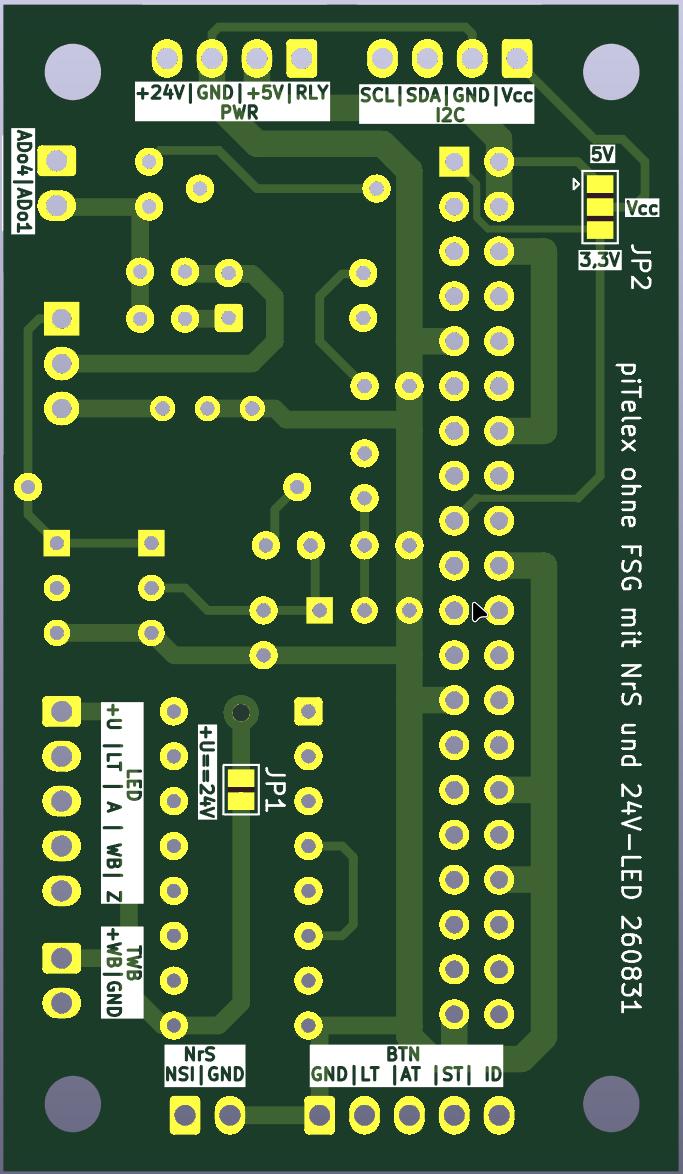 +24V|GND|+5V|RLY
PWR
SCL|SDA|GND|Vcc
I2C
ADo4|ADo1
5V
Vcc
3,3V
JP2
piTelex ohne FSG mit NrS und 24V-LED 260831
LED
+U |LT | A | WB| Z
+U==24V
JP1
TWB
+WB|GND
NrS
NSI|GND
BTN
GND|LT |AT |ST| ID